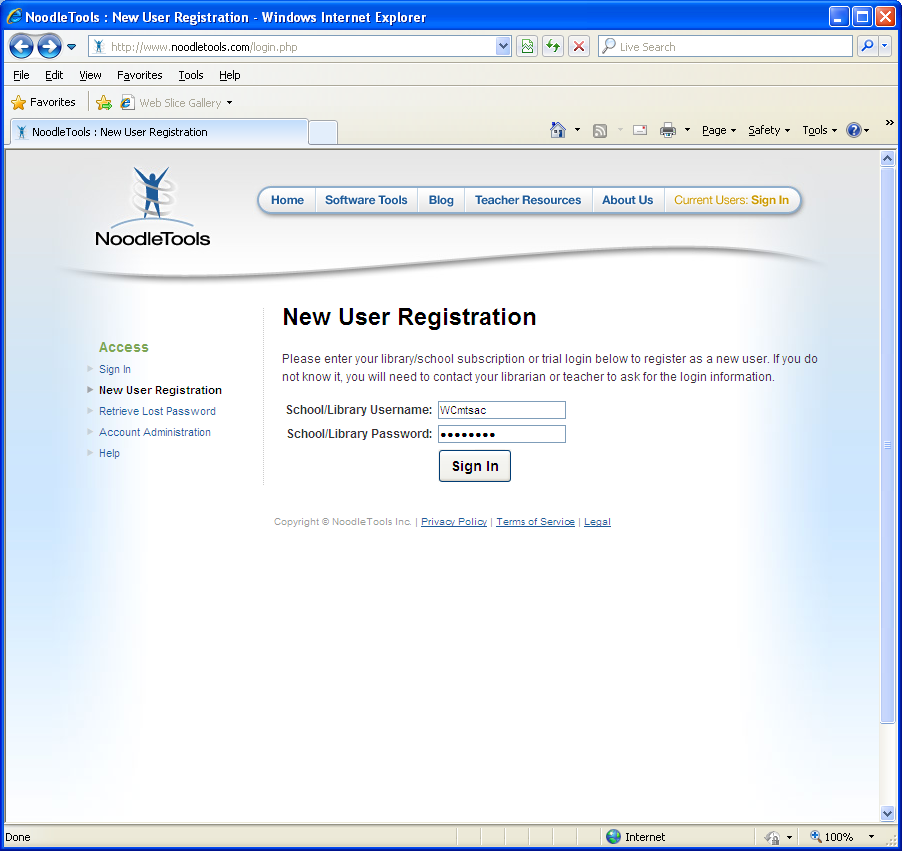 NoodleTools : New User Registration - Windows Internet Explorer
http://www.noodletools.com/login.php
Live Search
File Edit View Favorites Tools Help
Favorites Web Slice Gallery
NoodleTools : New User Registration
Page Safety Tools
NoodleTools
Home Software Tools Blog Teacher Resources About Us Current Users: Sign In
New User Registration
Please enter your library/school subscription or trial login below to register as a new user. If you do
not know it, you will need to contact your librarian or teacher to ask for the login information.
Access
Sign In
New User Registration
Retrieve Lost Password
Account Administration
Help
School/Library Username: WCmtsac
School/Library Password: ●●●●●●●●
Sign In
Copyright © NoodleTools Inc. | Privacy Policy | Terms of Service | Legal
Done Internet 100%